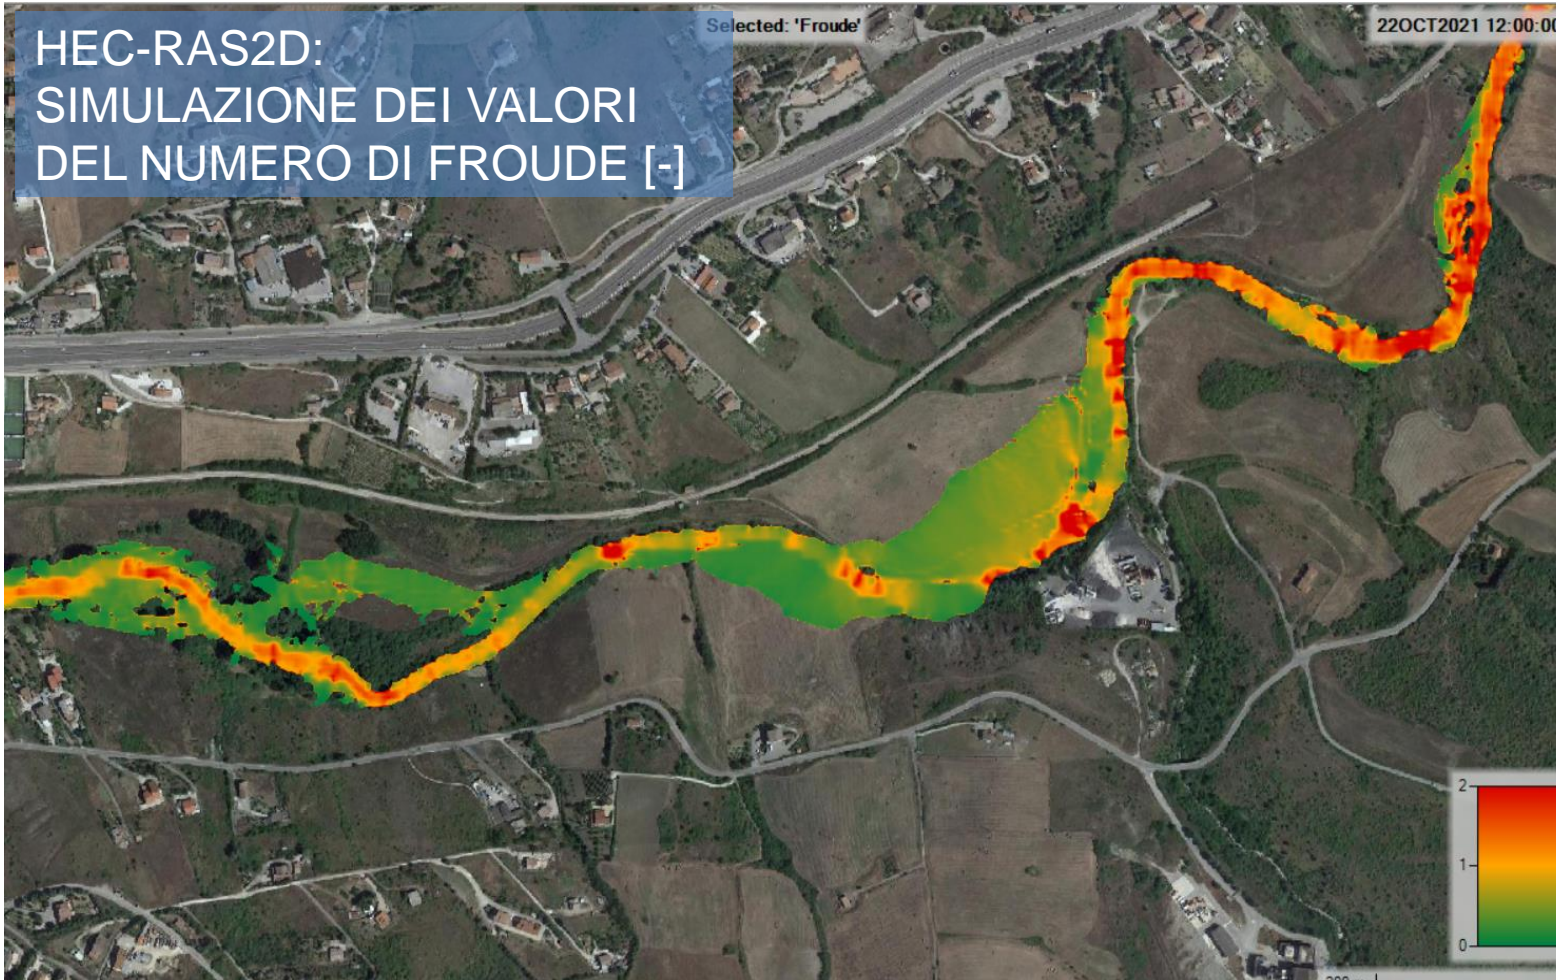 HEC-RAS2D:
SIMULAZIONE DEI VALORI
DEL NUMERO DI FROUDE [-]
Selected: 'Froude'
22OCT2021 12:00:00
2
1
0